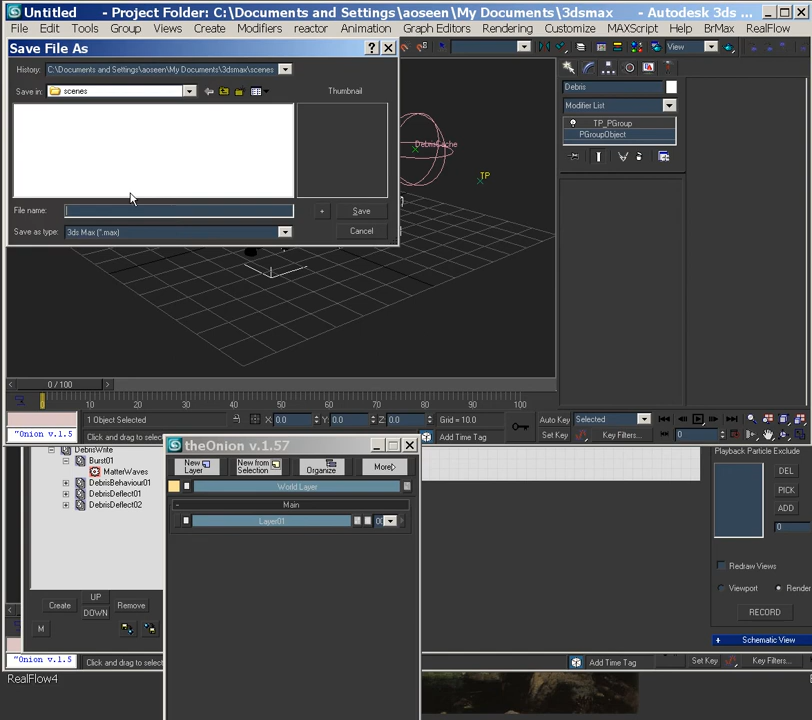 Untitled - Project Folder: C:\Documents and Settings\aoseen\My Documents\3dsmax - Autodesk 3ds ...
File Edit Tools Group Views Create Modifiers reactor Animation Graph Editors Rendering Customize MAXScript Help BrMax RealFlow
Save File As
View
History: C:\Documents and Settings\aoseen\My Documents\3dsmax\scenes
Save in: scenes
Thumbnail
File name: + Save
Save as type: 3ds Max (*.max) Cancel
DebrisCache
TP
Debris
Modifier List
TP_PGroup
PGroupObject
0 / 100
0 10 20 30 40 50 60 70 80 90 100
1 Object Selected X: 0.0 Y: 0.0 Z: 0.0 Grid = 10.0 Auto Key Selected
"Onion v.1.5 Click and drag to select Add Time Tag Set Key Key Filters... 0
theOnion v.1.57
New Layer
New from Selection
Organize
More>
World Layer
- Main
Layer01
DebrisWrite
Burst01
MatterWaves
DebrisBehaviour01
DebrisDeflect01
DebrisDeflect02
UP
Create Remove
DOWN
M
Playback Particle Exclude
DEL
PICK
ADD
0
Redraw Views
Viewport Render
RECORD
+ Schematic View
"Onion v.1.5 Click and drag to select Add Time Tag Set Key Key Filters...
RealFlow4